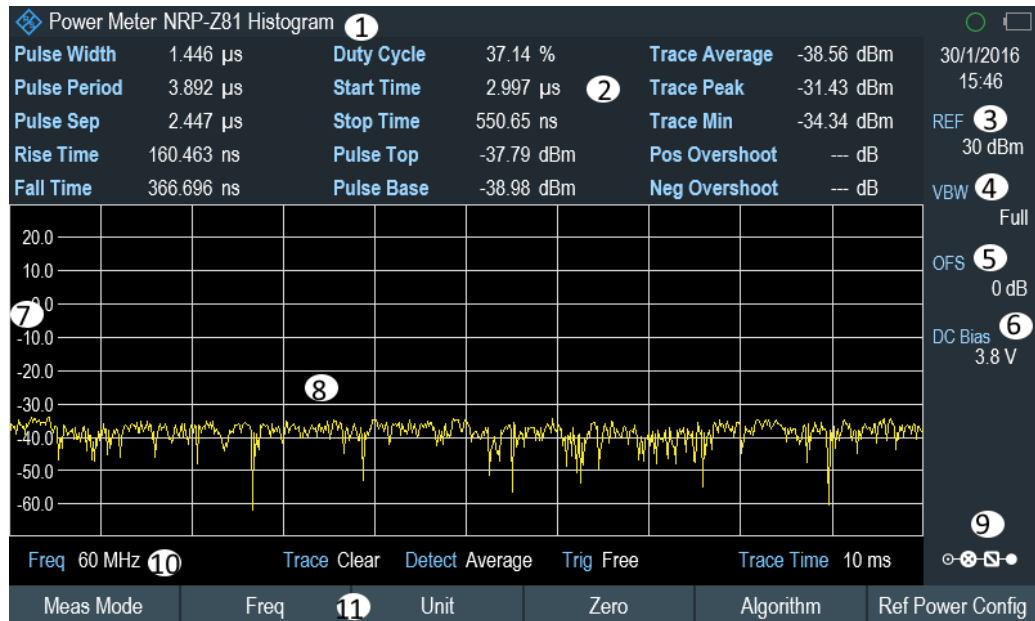 Power Meter NRP-Z81 Histogram 1
Pulse Width 1.446 µs Duty Cycle 37.14 % Trace Average -38.56 dBm
Pulse Period 3.892 µs Start Time 2.997 µs 2 Trace Peak -31.43 dBm
Pulse Sep 2.447 µs Stop Time 550.65 ns Trace Min -34.34 dBm
Rise Time 160.463 ns Pulse Top -37.79 dBm Pos Overshoot --- dB
Fall Time 366.696 ns Pulse Base -38.98 dBm Neg Overshoot --- dB
30/1/2016
15:46
REF 3
30 dBm
VBW 4
Full
OFS 5
0 dB
DC Bias 6
3.8 V
20.0
10.0
0.0
7
-10.0
-20.0
8
-30.0
-40.0
-50.0
-60.0
9
Freq 60 MHz 10 Trace Clear Detect Average Trig Free Trace Time 10 ms
Meas Mode Freq 11 Unit Zero Algorithm Ref Power Config